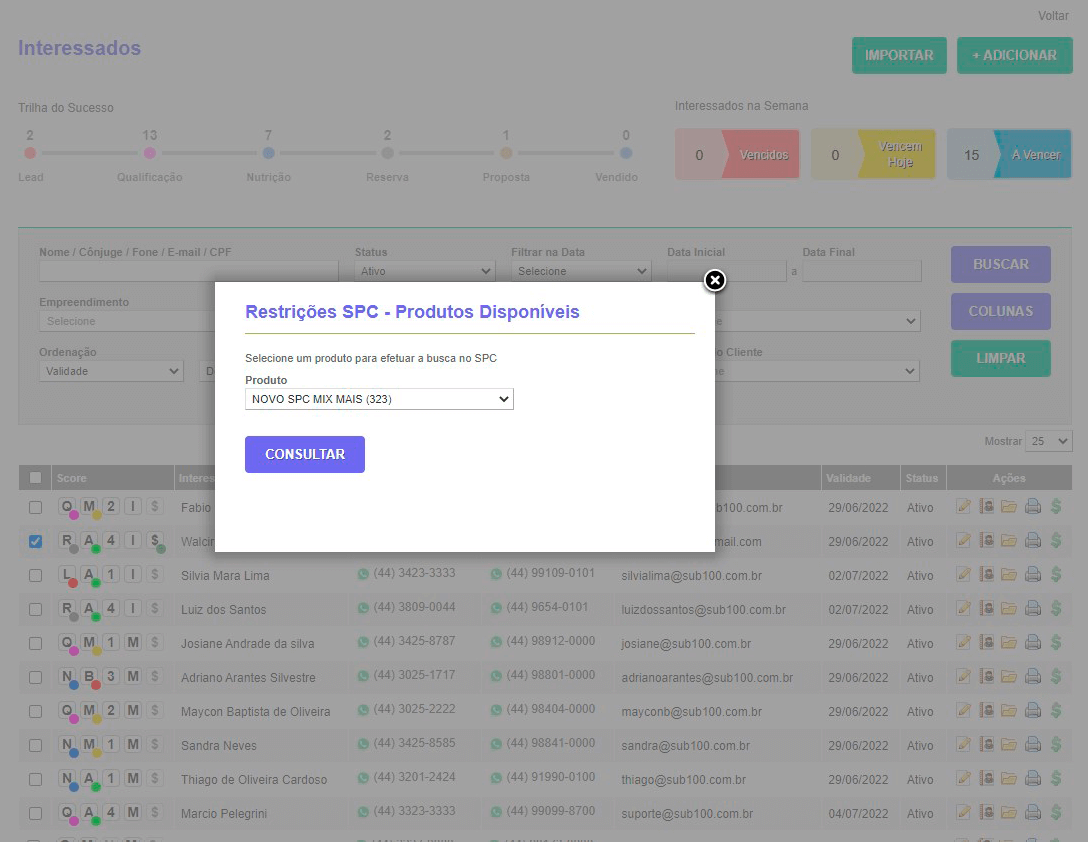 Voltar
Interessados
IMPORTAR
+ ADICIONAR
Trilha do Sucesso
Interessados na Semana
2 13 7 2 1 0
Lead Qualificação Nutrição Reserva Proposta Vendido
0 Vencidos
0 Vencem Hoje
15 A Vencer
Nome / Cônjuge / Fone / E-mail / CPF
Status
Filtrar na Data
Data Inicial
Data Final
Ativo
Selecione
a
BUSCAR
Empreendimento
Selecione
COLUNAS
Ordenação
Cliente
Validade
LIMPAR
Restrições SPC - Produtos Disponíveis
Selecione um produto para efetuar a busca no SPC
Produto
NOVO SPC MIX MAIS (323)
CONSULTAR
Mostrar 25
Score Validade Status Ações
Q M 2 I $ Fabio 29/06/2022 Ativo
R A 4 I $ 29/06/2022 Ativo
L A 1 I $ Silvia Mara Lima (44) 3423-3333 (44) 99109-0101 silvialima@sub100.com.br 02/07/2022 Ativo
R A 4 I $ Luiz dos Santos (44) 3809-0044 (44) 9654-0101 luizdossantos@sub100.com.br 02/07/2022 Ativo
Q M 1 M $ Josiane Andrade da silva (44) 3425-8787 (44) 98912-0000 josiane@sub100.com.br 29/06/2022 Ativo
N B 3 M $ Adriano Arantes Silvestre (44) 3025-1717 (44) 98801-0000 adrianoarantes@sub100.com.br 29/06/2022 Ativo
Q M 2 M $ Maycon Baptista de Oliveira (44) 3025-2222 (44) 98404-0000 mayconb@sub100.com.br 29/06/2022 Ativo
N M 1 M $ Sandra Neves (44) 3425-8585 (44) 98841-0000 sandra@sub100.com.br 29/06/2022 Ativo
N A 1 M $ Thiago de Oliveira Cardoso (44) 3201-2424 (44) 91990-0100 thiago@sub100.com.br 29/06/2022 Ativo
Q A 4 M $ Marcio Pelegrini (44) 3323-3333 (44) 99099-8700 suporte@sub100.com.br 04/07/2022 Ativo